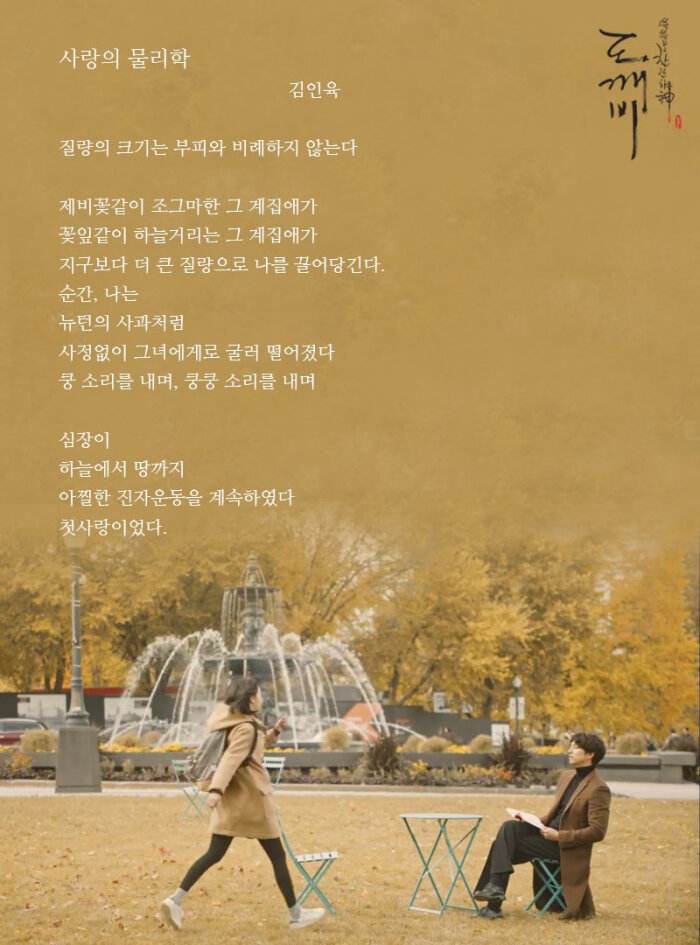 사랑의 물리학
김인육
질량의 크기는 부피와 비례하지 않는다
제비꽃같이 조그마한 그 계집애가
꽃잎같이 하늘거리는 그 계집애가
지구보다 더 큰 질량으로 나를 끌어당긴다.
순간, 나는
뉴턴의 사과처럼
사정없이 그녀에게로 굴러 떨어졌다
쿵 소리를 내며, 쿵쿵 소리를 내며
심장이
하늘에서 땅까지
아찔한 진자운동을 계속하였다
첫사랑이었다.
도깨비